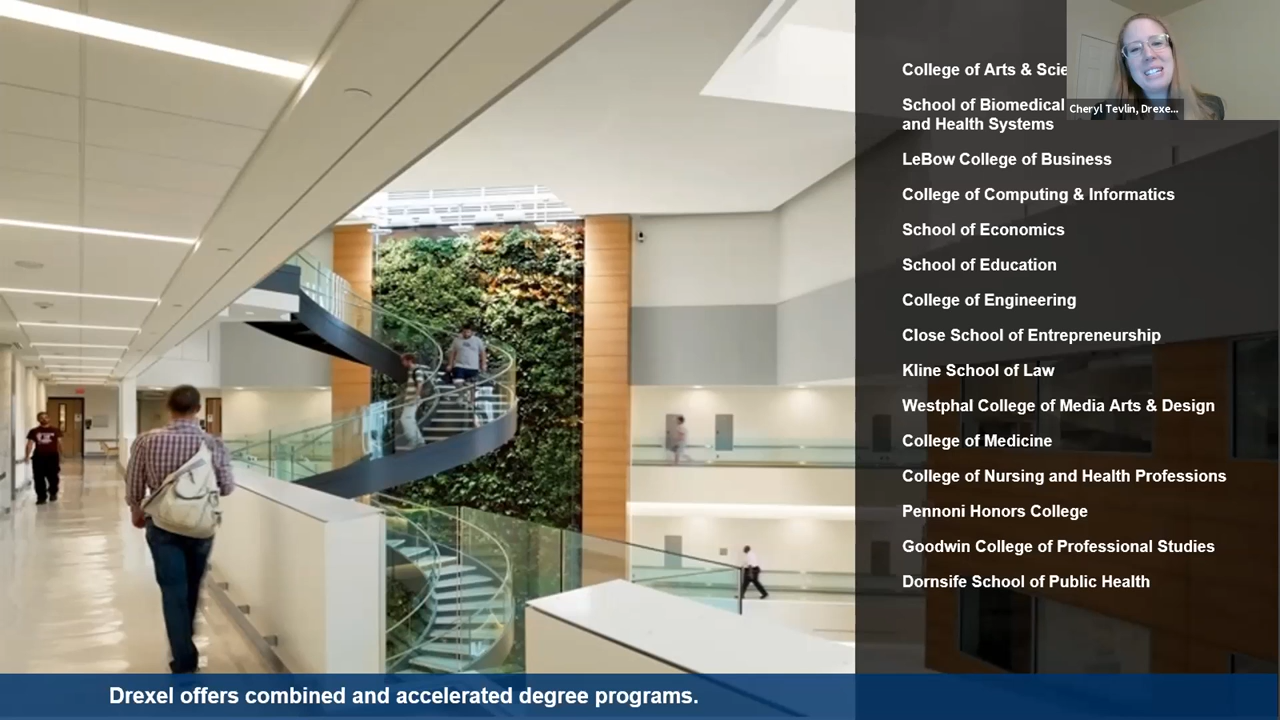 College of Arts & Scie
School of Biomedical
and Health Systems
LeBow College of Business
College of Computing & Informatics
School of Economics
School of Education
College of Engineering
Close School of Entrepreneurship
Kline School of Law
Westphal College of Media Arts & Design
College of Medicine
College of Nursing and Health Professions
Pennoni Honors College
Goodwin College of Professional Studies
Dornsife School of Public Health
Cheryl Tevlin, Drexe...
Drexel offers combined and accelerated degree programs.